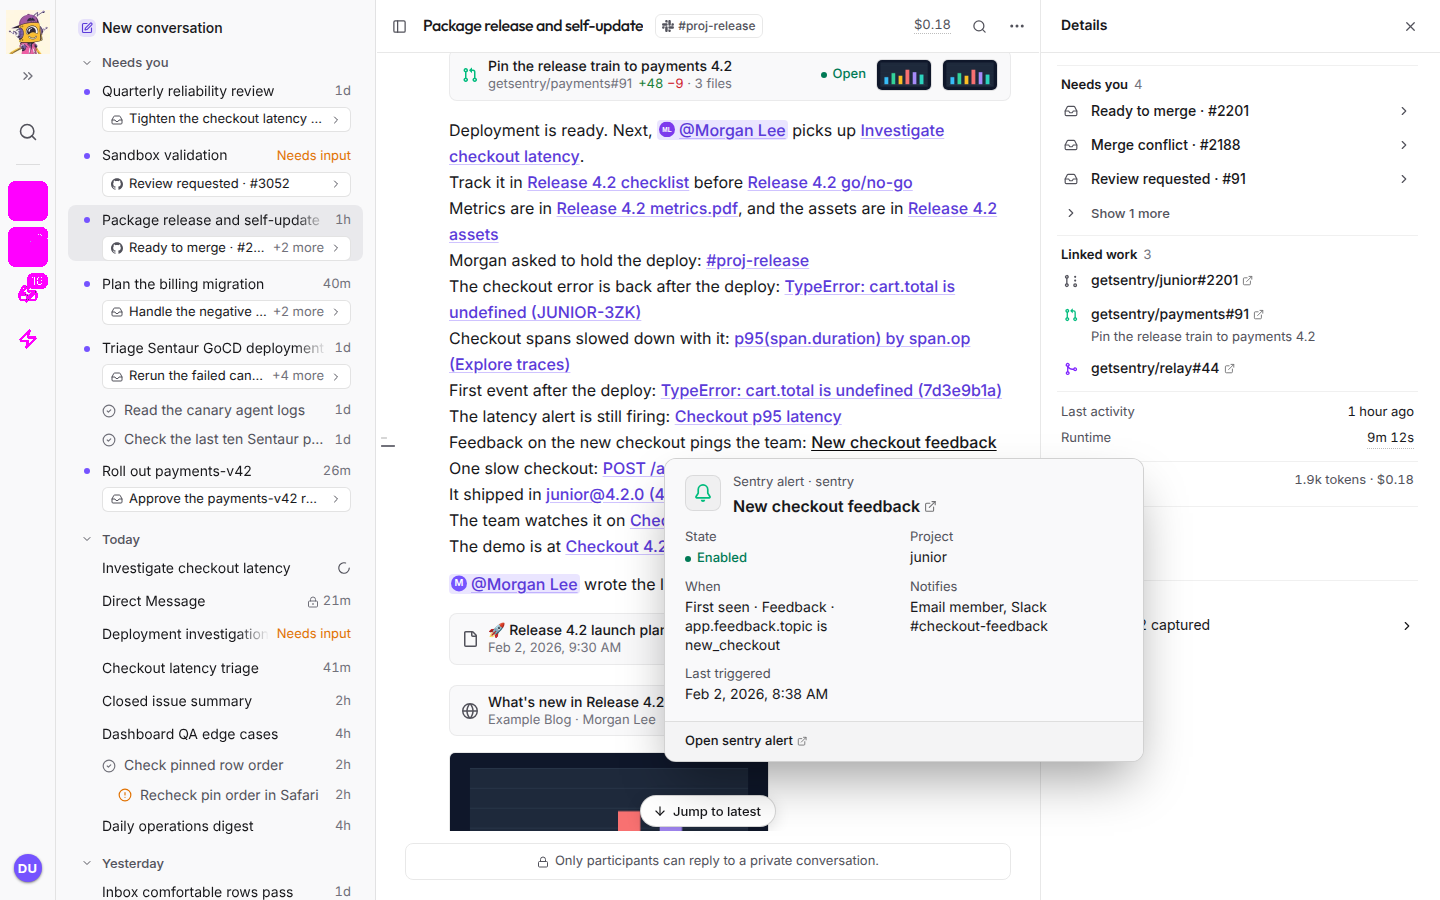 New conversation
Needs you
Quarterly reliability review 1d
Tighten the checkout latency ...
Sandbox validation Needs input
Review requested · #3052
Package release and self-update 1h
Ready to merge · #2... +2 more
Plan the billing migration 40m
Handle the negative ... +2 more
Triage Sentaur GoCD deployment 1d
Rerun the failed can... +4 more
Read the canary agent logs 1d
Check the last ten Sentaur p... 1d
Roll out payments-v42 26m
Approve the payments-v42 r...
Today
Investigate checkout latency
Direct Message 21m
Deployment investigation Needs input
Checkout latency triage 41m
Closed issue summary 2h
Dashboard QA edge cases 4h
Check pinned row order 2h
Recheck pin order in Safari 2h
Daily operations digest 4h
Yesterday
Inbox comfortable rows pass 1d
DU
Package release and self-update #proj-release $0.18
Pin the release train to payments 4.2
getsentry/payments#91 +48 −9 · 3 files
Open
Deployment is ready. Next, ML @Morgan Lee picks up Investigate
checkout latency.
Track it in Release 4.2 checklist before Release 4.2 go/no-go
Metrics are in Release 4.2 metrics.pdf, and the assets are in Release 4.2
assets
Morgan asked to hold the deploy: #proj-release
The checkout error is back after the deploy: TypeError: cart.total is
undefined (JUNIOR-3ZK)
Checkout spans slowed down with it: p95(span.duration) by span.op
(Explore traces)
First event after the deploy: TypeError: cart.total is undefined (7d3e9b1a)
The latency alert is still firing: Checkout p95 latency
Feedback on the new checkout pings the team: New checkout feedback
One slow checkout: POST /a
It shipped in junior@4.2.0 (4
The team watches it on Chec
The demo is at Checkout 4.2
M @Morgan Lee wrote the l
🚀 Release 4.2 launch plan
Feb 2, 2026, 9:30 AM
What's new in Release 4.2
Example Blog · Morgan Lee
Jump to latest
Only participants can reply to a private conversation.
Sentry alert · sentry
New checkout feedback
State
Enabled
Project
junior
When
First seen · Feedback ·
app.feedback.topic is
new_checkout
Notifies
Email member, Slack
#checkout-feedback
Last triggered
Feb 2, 2026, 8:38 AM
Open sentry alert
Details
Needs you 4
Ready to merge · #2201
Merge conflict · #2188
Review requested · #91
Show 1 more
Linked work 3
getsentry/junior#2201
getsentry/payments#91
Pin the release train to payments 4.2
getsentry/relay#44
Last activity 1 hour ago
Runtime 9m 12s
1.9k tokens · $0.18
2 captured